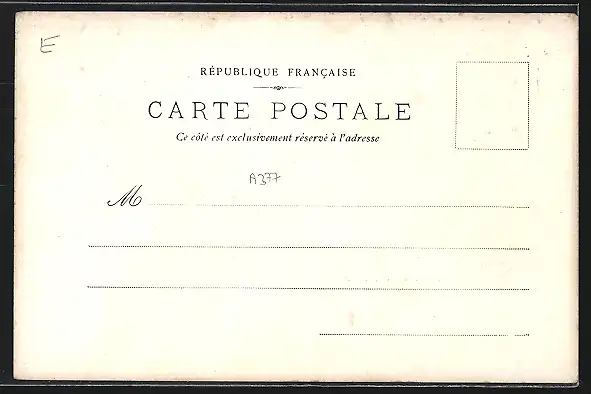 E
RÉPUBLIQUE FRANÇAISE
CARTE POSTALE
Ce côté est exclusivement réservé à l'adresse
A377
M